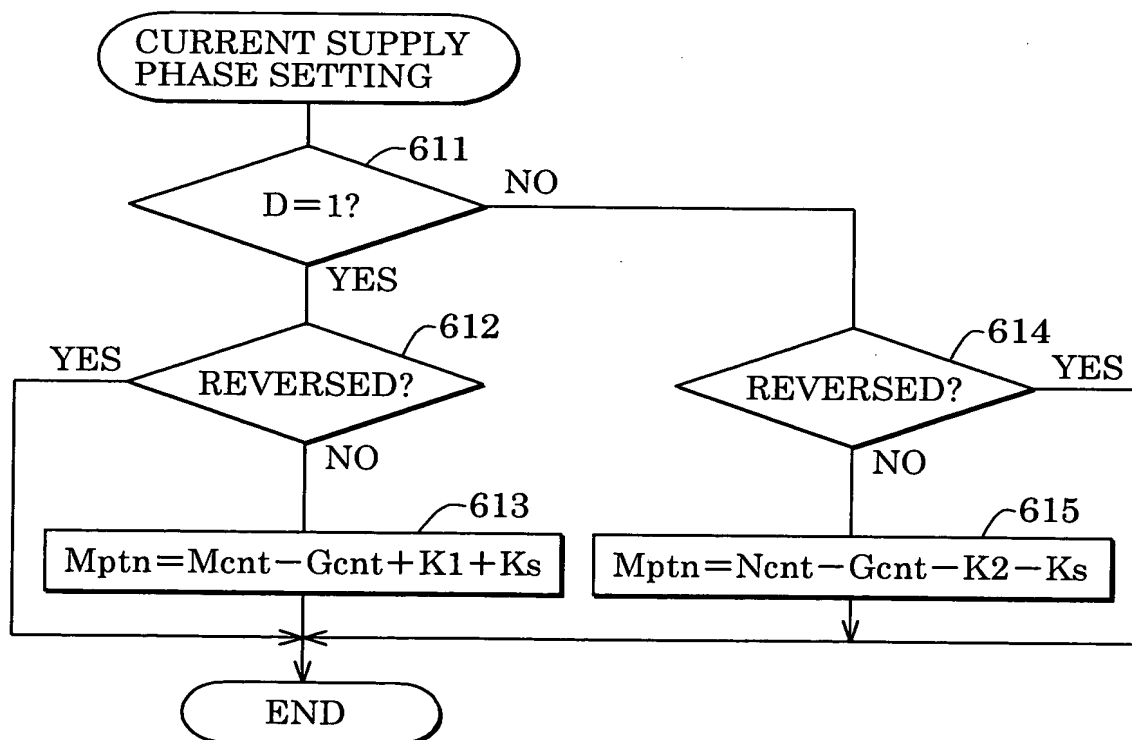 CURRENT SUPPLY
PHASE SETTING
611
D=1?
NO
YES
612
YES
REVERSED?
NO
614
REVERSED?
YES
NO
613
Mptn=Mcnt−Gcnt+K1+Ks
615
Mptn=Ncnt−Gcnt−K2−Ks
END